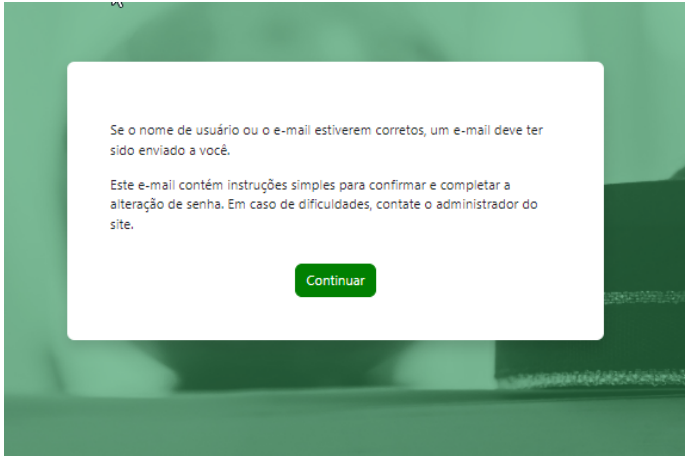 Se o nome de usuário ou o e-mail estiverem corretos, um e-mail deve ter
sido enviado a você.
Este e-mail contém instruções simples para confirmar e completar a
alteração de senha. Em caso de dificuldades, contate o administrador do
site.
Continuar